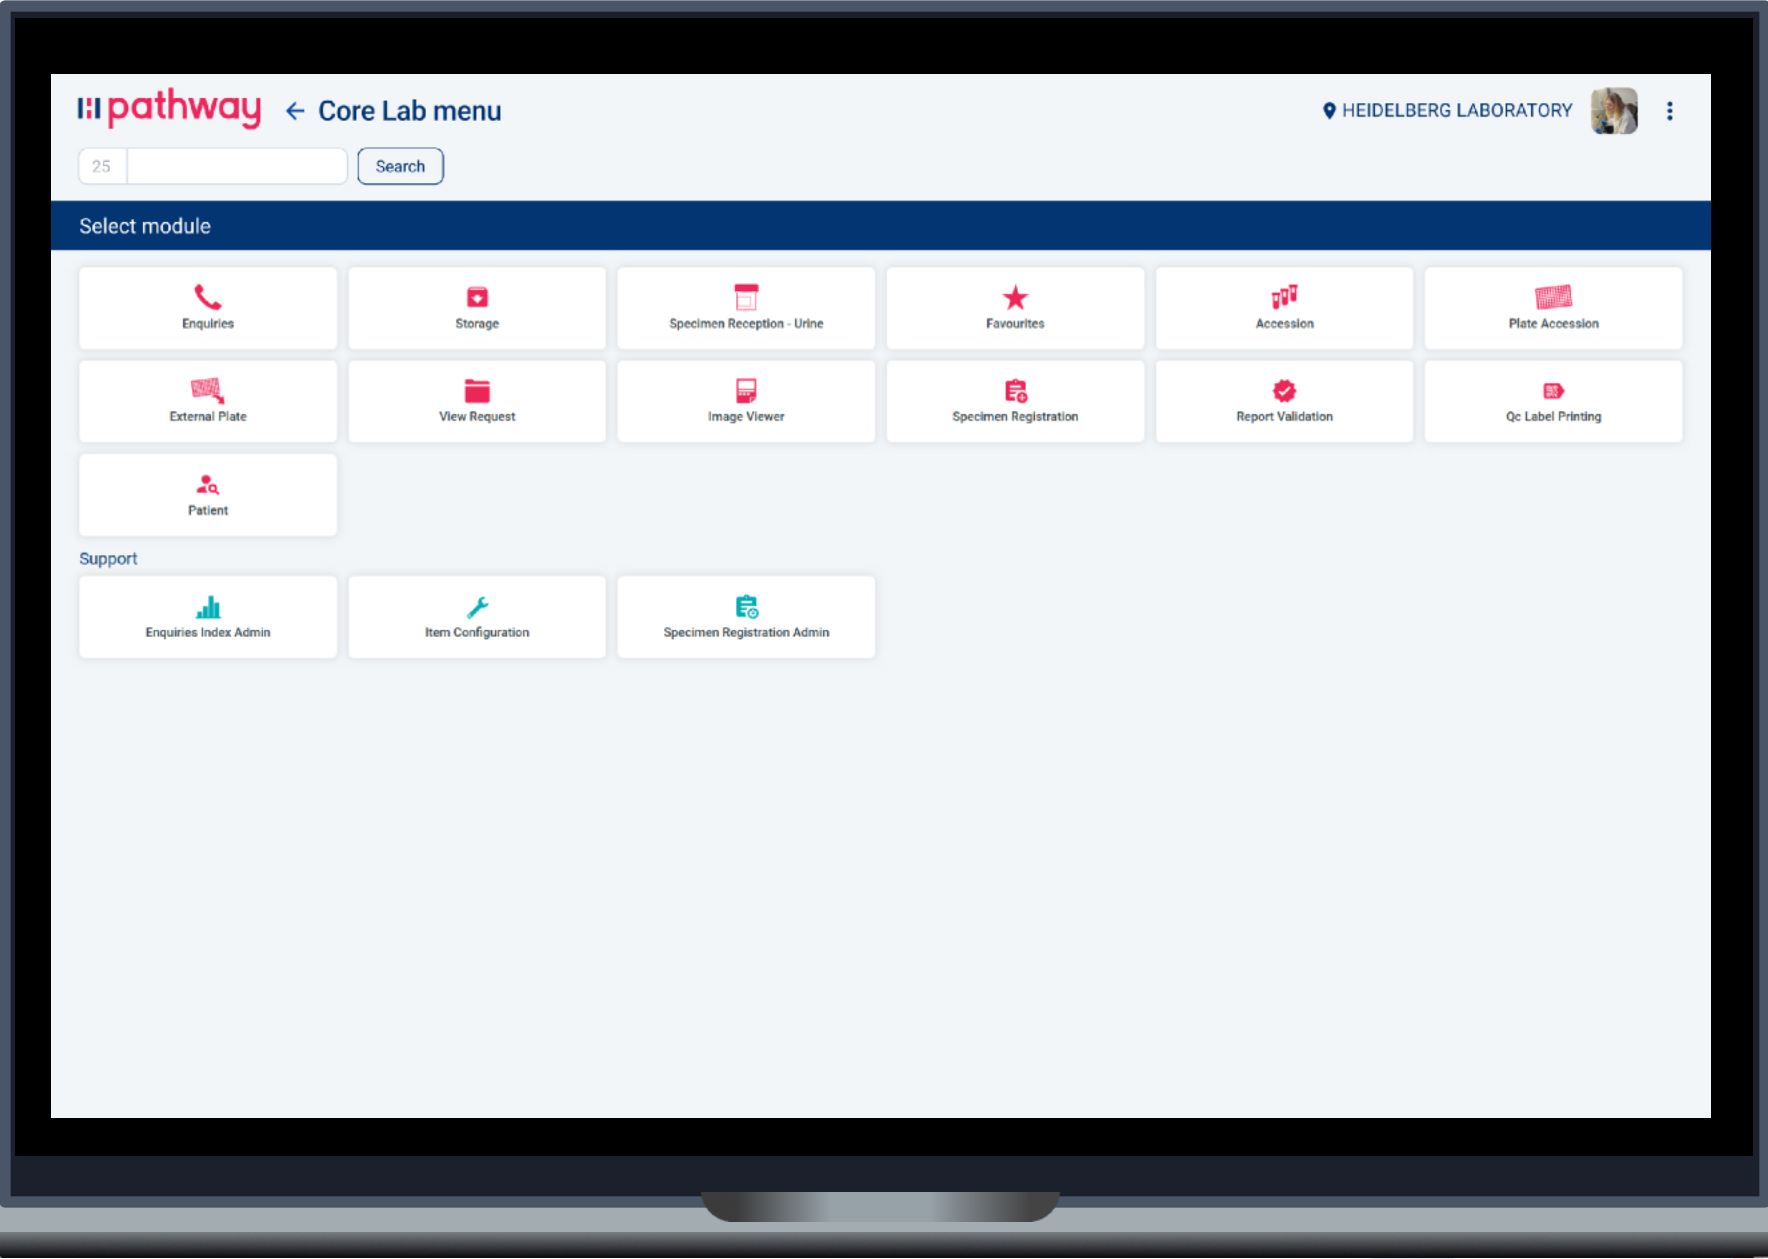 pathway
Core Lab menu
HEIDELBERG LABORATORY
25
Search
Select module
Enquiries
Storage
Specimen Reception - Urine
Favourites
Accession
Plate Accession
External Plate
View Request
Image Viewer
Specimen Registration
Report Validation
Qc Label Printing
Patient
Support
Enquiries Index Admin
Item Configuration
Specimen Registration Admin